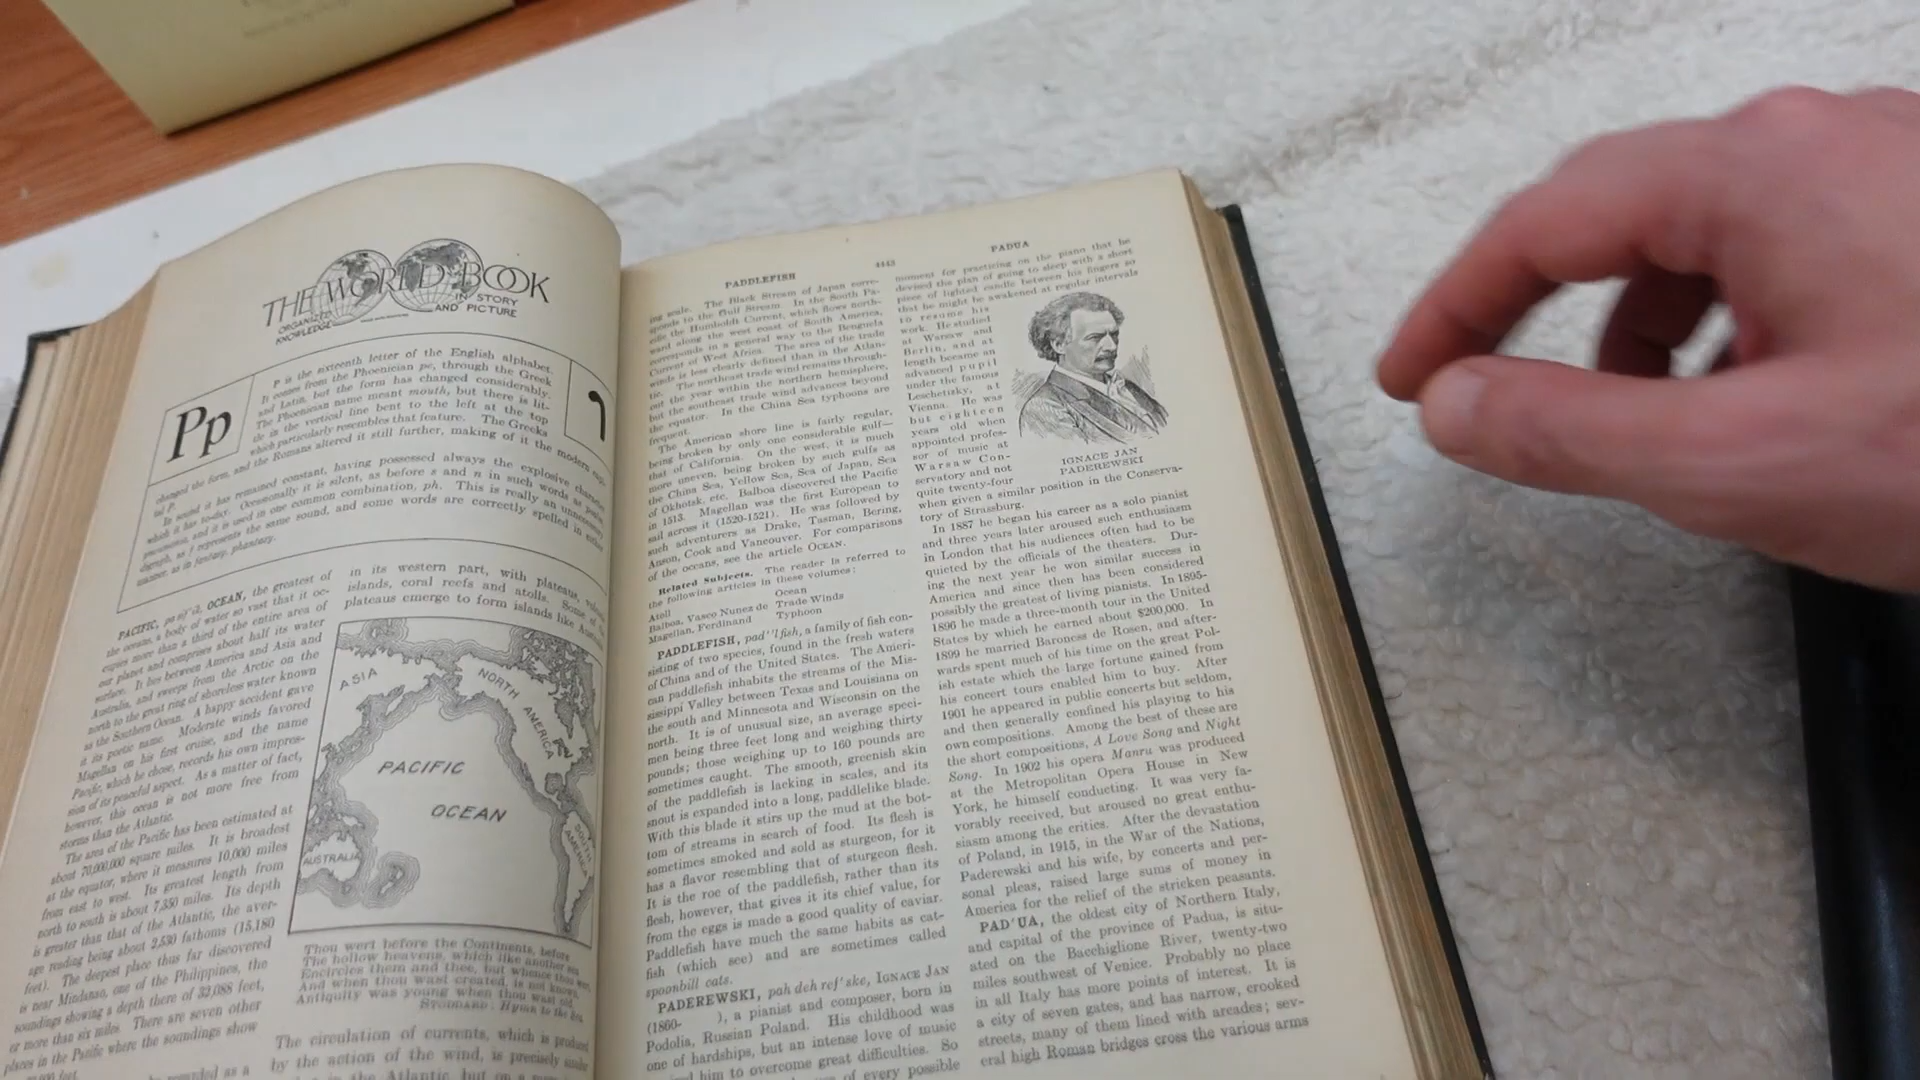 THE WORLD BOOK
ORGANIZED
KNOWLEDGE
IN STORY
AND PICTURE
Pp
P is the sixteenth letter of the English alphabet.
It comes from the Phoenician pe, through the Greek
and Latin, but the form has changed considerably.
The Phoenician name meant mouth, but there is lit-
tle in the vertical line bent to the left at the top
which particularly resembles that feature. The Greeks
changed the form, and the Romans altered it still further, making of it the modern
ial P.
In sound it has remained constant, having possessed always the explosive
which it has to-day. Occasionally it is silent, as before s and n in such words as
pneumonia, and it is used in one common combination, ph. This is really an
digraph, as f represents the same sound, and some words are correctly spelled in either
manner, as in fantasy, phantasy.
PACIFIC, OCEAN, the greatest of
the oceans, a body of water so vast that it oc-
cupies more than a third of the entire area of
our planet and comprises about half its water
surface. It lies between America and Asia and
Australia, and sweeps from the Arctic on the
north to the great ring of shoreless water known
as the Southern Ocean. A happy accident gave
it its poetic name. Moderate winds favored
Magellan on his first cruise, and the name
Pacific, which he chose, records his own impres-
sion of its peaceful aspect. As a matter of fact,
however, this ocean is not more free from
storms than the Atlantic.
The area of the Pacific has been estimated at
about 70,000,000 square miles. It is broadest
at the equator, where it measures 10,000 miles
from east to west. Its greatest length from
north to south is about 7,350 miles. Its depth
is greater than that of the Atlantic, the aver-
age reading being about 2,530 fathoms (15,180
feet). The deepest place thus far discovered
is near Mindanao, one of the Philippines, the
soundings showing a depth there of 32,088 feet,
or more than six miles. There are seven other
places in the Pacific where the soundings show
feet.
be regarded as a
in its western part, with plateaus,
islands, coral reefs and atolls. Some of
plateaus emerge to form islands like
ASIA
NORTH
AMERICA
PACIFIC
OCEAN
AUSTRALIA
SOUTH
AMERICA
Thou wert before the Continents, before
The hollow heavens, which like another sea
Encircles them and thee, but whence thou wert,
And when thou wast created, is not known.
Antiquity was young when thou wast old.
STODDARD: Hymn to the Sea.
The circulation of currents, which is produced
by the action of the wind, is precisely
in the Atlantic, but on a
PADDLEFISH
4443
PADUA
ing scale. The Black Stream of Japan corre-
sponds to the Gulf Stream. In the South Pa-
cific the Humboldt Current, which flows north-
ward along the west coast of South America,
corresponds in a general way to the Benguela
Current of West Africa. The area of the trade
winds is less clearly defined than in the Atlan-
tic. The northeast trade wind remains through-
out the year within the northern hemisphere,
but the southeast trade wind advances beyond
the equator. In the China Sea typhoons are
frequent.
The American shore line is fairly regular,
being broken by only one considerable gulf—
that of California. On the west, it is much
more uneven, being broken by such gulfs as
the China Sea, Yellow Sea, Sea of Japan, Sea
of Okhotsk, etc. Balboa discovered the Pacific
in 1513. Magellan was the first European to
sail across it (1520-1521). He was followed by
such adventurers as Drake, Tasman, Bering,
Anson, Cook and Vancouver. For comparisons
of the oceans, see the article OCEAN.
Related Subjects. The reader is referred to
the following articles in these volumes:
Atoll
Ocean
Balboa, Vasco Nunez de
Trade Winds
Magellan, Ferdinand
Typhoon
PADDLEFISH, pad''l fish, a family of fish con-
sisting of two species, found in the fresh waters
of China and of the United States. The Ameri-
can paddlefish inhabits the streams of the Mis-
sissippi Valley between Texas and Louisiana on
the south and Minnesota and Wisconsin on the
north. It is of unusual size, an average speci-
men being three feet long and weighing thirty
pounds; those weighing up to 160 pounds are
sometimes caught. The smooth, greenish skin
of the paddlefish is lacking in scales, and its
snout is expanded into a long, paddlelike blade.
With this blade it stirs up the mud at the bot-
tom of streams in search of food. Its flesh is
sometimes smoked and sold as sturgeon, for it
has a flavor resembling that of sturgeon flesh.
It is the roe of the paddlefish, rather than its
flesh, however, that gives it its chief value, for
from the eggs is made a good quality of caviar.
Paddlefish have much the same habits as cat-
fish (which see) and are sometimes called
spoonbill cats.
PADEREWSKI, pah deh ref'ske, IGNACE JAN
(1860- ), a pianist and composer, born in
Podolia, Russian Poland. His childhood was
one of hardships, but an intense love of music
him to overcome great difficulties. So
of every possible
moment for practicing on the piano that he
devised the plan of going to sleep with a short
piece of lighted candle between his fingers so
that he might be awakened at regular intervals
to resume his
work. He studied
at Warsaw and
Berlin, and at
length became an
advanced pupil
under the famous
Leschetizky, at
Vienna. He was
but eighteen
years old when
appointed profes-
sor of music at
Warsaw Con-
servatory and not
quite twenty-four
when given a similar position in the Conserva-
tory of Strassburg.
IGNACE JAN
PADEREWSKI
In 1887 he began his career as a solo pianist
and three years later aroused such enthusiasm
in London that his audiences often had to be
quieted by the officials of the theaters. Dur-
ing the next year he won similar success in
America and since then has been considered
possibly the greatest of living pianists. In 1895-
1896 he made a three-month tour in the United
States by which he earned about $200,000. In
1899 he married Baroness de Rosen, and after-
wards spent much of his time on the great Pol-
ish estate which the large fortune gained from
his concert tours enabled him to buy. After
1901 he appeared in public concerts but seldom,
and then generally confined his playing to his
own compositions. Among the best of these are
the short compositions, A Love Song and Night
Song. In 1902 his opera Manru was produced
at the Metropolitan Opera House in New
York, he himself conducting. It was very fa-
vorably received, but aroused no great enthu-
siasm among the critics. After the devastation
of Poland, in 1915, in the War of the Nations,
Paderewski and his wife, by concerts and per-
sonal pleas, raised large sums of money in
America for the relief of the stricken peasants.
PAD'UA, the oldest city of Northern Italy,
and capital of the province of Padua, is situ-
ated on the Bacchiglione River, twenty-two
miles southwest of Venice. Probably no place
in all Italy has more points of interest. It is
a city of seven gates, and has narrow, crooked
streets, many of them lined with arcades; sev-
eral high Roman bridges cross the various arms